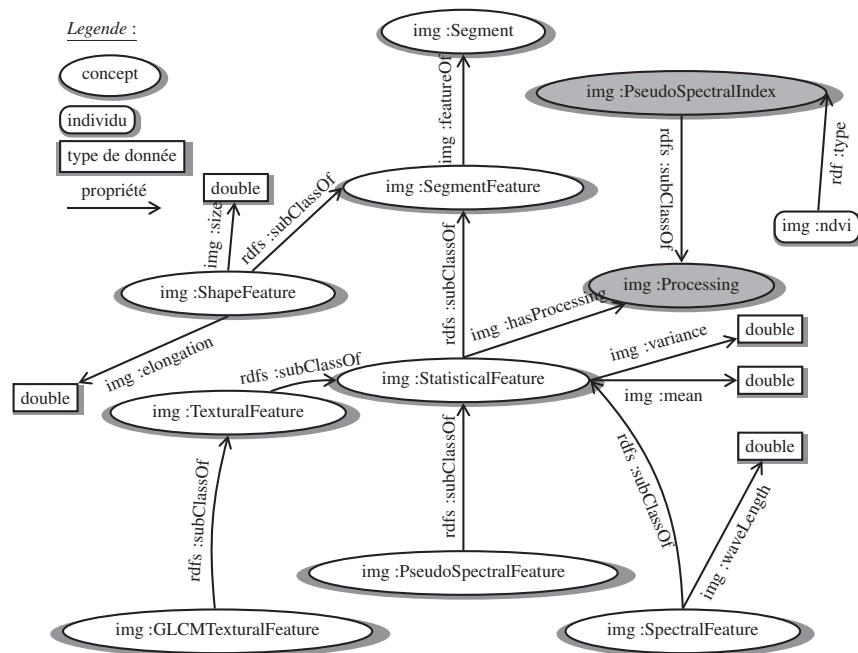 Legende :
concept
individu
type de donnée
propriété
img :Segment
img :featureOf
img :PseudoSpectralIndex
rdfs :subClassOf
rdf :type
img :ndvi
double
img :size
rdfs :subClassOf
img :SegmentFeature
img :ShapeFeature
rdfs :subClassOf
img :Processing
img :hasProcessing
img :elongation
double
rdfs :subClassOf
img :StatisticalFeature
img :variance
double
img :mean
double
img :TexturalFeature
rdfs :subClassOf
rdfs :subClassOf
rdfs :subClassOf
double
img :waveLength
img :PseudoSpectralFeature
img :GLCMTexturalFeature
img :SpectralFeature